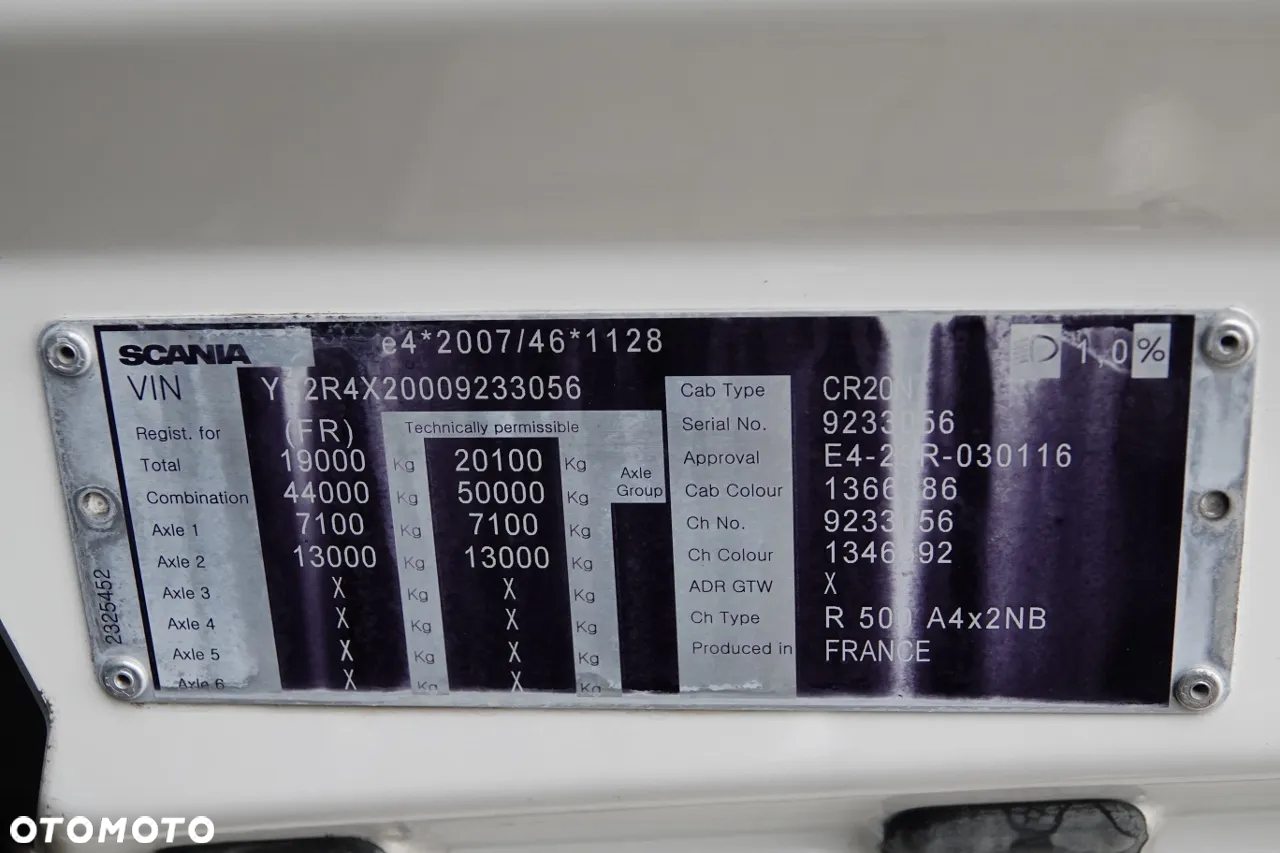 e4*2007/46*1128
1,0%
SCANIA
VIN
Regist. for (FR) Technically permissible
Total 19000 Kg 20100 Kg
Combination 44000 Kg 50000 Kg Axle Group
Axle 1 7100 Kg 7100 Kg
Axle 2 13000 Kg 13000 Kg
Axle 3 X Kg X Kg
Axle 4 X Kg X Kg
Axle 5 X Kg X Kg
Axle 6 X Kg X Kg
Cab Type
Serial No.
Approval
Cab Colour
Ch No.
Ch Colour
ADR GTW X
Ch Type R 500 A4x2NB
Produced in FRANCE
2325452
OTOMOTO